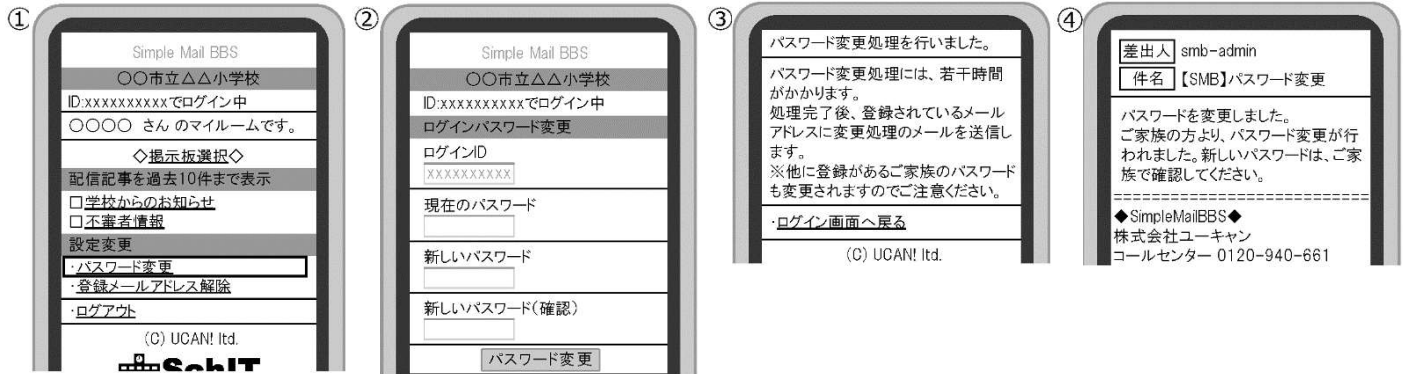 ①
Simple Mail BBS
〇〇市立△△小学校
ID:xxxxxxxxxxでログイン中
〇〇〇〇 さん のマイルームです。
◇掲示板選択◇
配信記事を過去10件まで表示
□学校からのお知らせ
□不審者情報
設定変更
・パスワード変更
・登録メールアドレス解除
・ログアウト
(C) UCAN! ltd.
SchIT
②
Simple Mail BBS
〇〇市立△△小学校
ID:xxxxxxxxxxでログイン中
ログインパスワード変更
ログインID
XXXXXXXXXX
現在のパスワード
新しいパスワード
新しいパスワード(確認)
パスワード変更
③
パスワード変更処理を行いました。
パスワード変更処理には、若干時間
がかかります。
処理完了後、登録されているメール
アドレスに変更処理のメールを送信し
ます。
※他に登録があるご家族のパスワード
も変更されますのでご注意ください。
・ログイン画面へ戻る
(C) UCAN! ltd.
④
差出人 smb-admin
件名 【SMB】パスワード変更
パスワードを変更しました。
ご家族の方より、パスワード変更が行
われました。新しいパスワードは、ご家
族で確認してください。
========================================
◆SimpleMailBBS◆
株式会社ユーキャン
コールセンター 0120-940-661